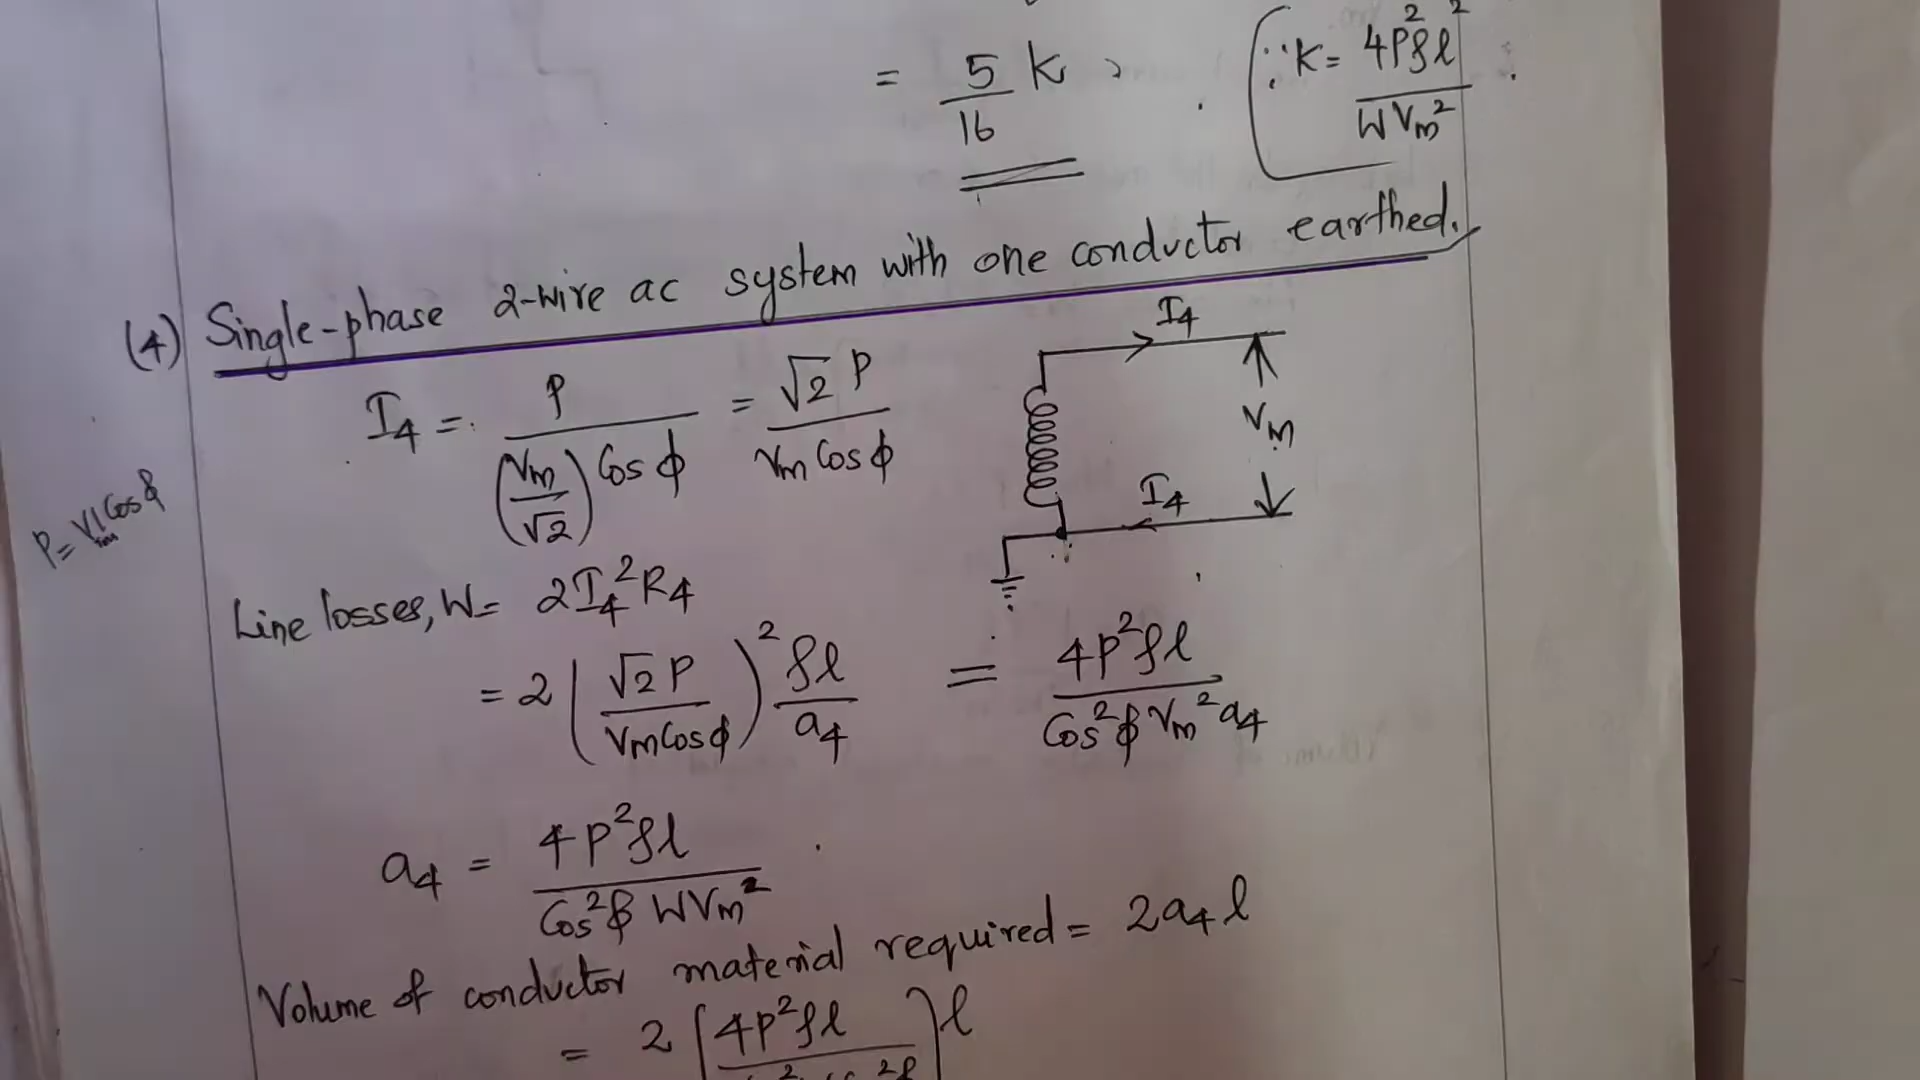 = 5/16 K,
∵ K = 4P²ρl²/WVm²
(4) Single-phase 2-wire ac system with one conductor earthed.
I₄ = P/(Vm/√2) Cos ϕ = √2 P/Vm Cos ϕ
I₄
Vm
I₄
Line losses, W = 2I₄²R₄
= 2 (√2 P/Vm Cos ϕ)² ρl/a₄ = 4P²ρl/Cos²ϕ Vm² a₄
a₄ = 4P²ρl/Cos²ϕ WVm²
Volume of conductor material required = 2a₄ l
= 2 [4P²ρl
] l